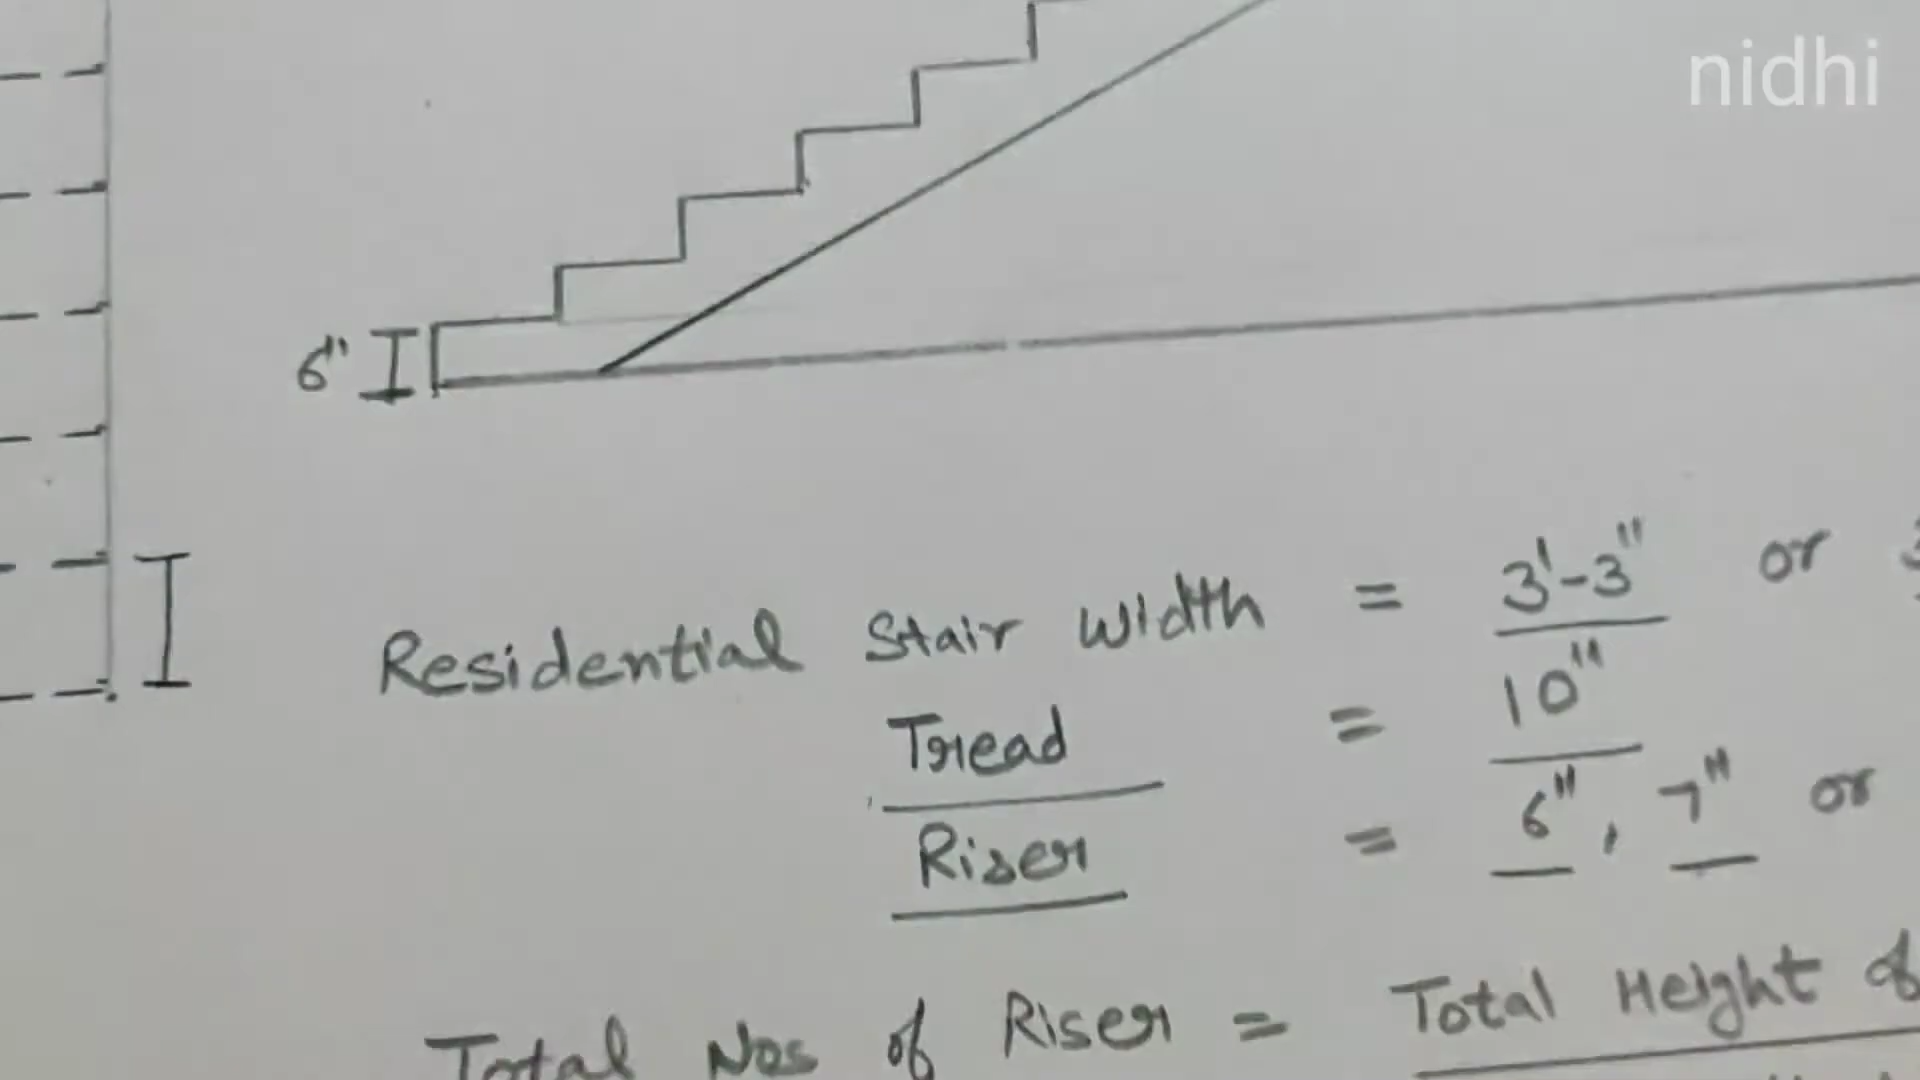 nidhi
6"
Residential Stair Width = 3'-3" or
Tread = 10"
Riser = 6", 7" or
Total Nos of Riser = Total Height of